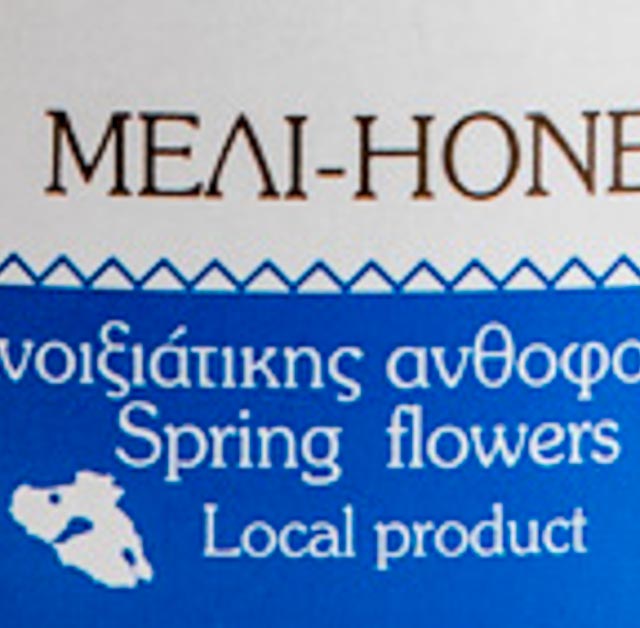 ΜΕΛΙ-HONE
νοιξιάτικης ανθοφο
Spring flowers
Local product